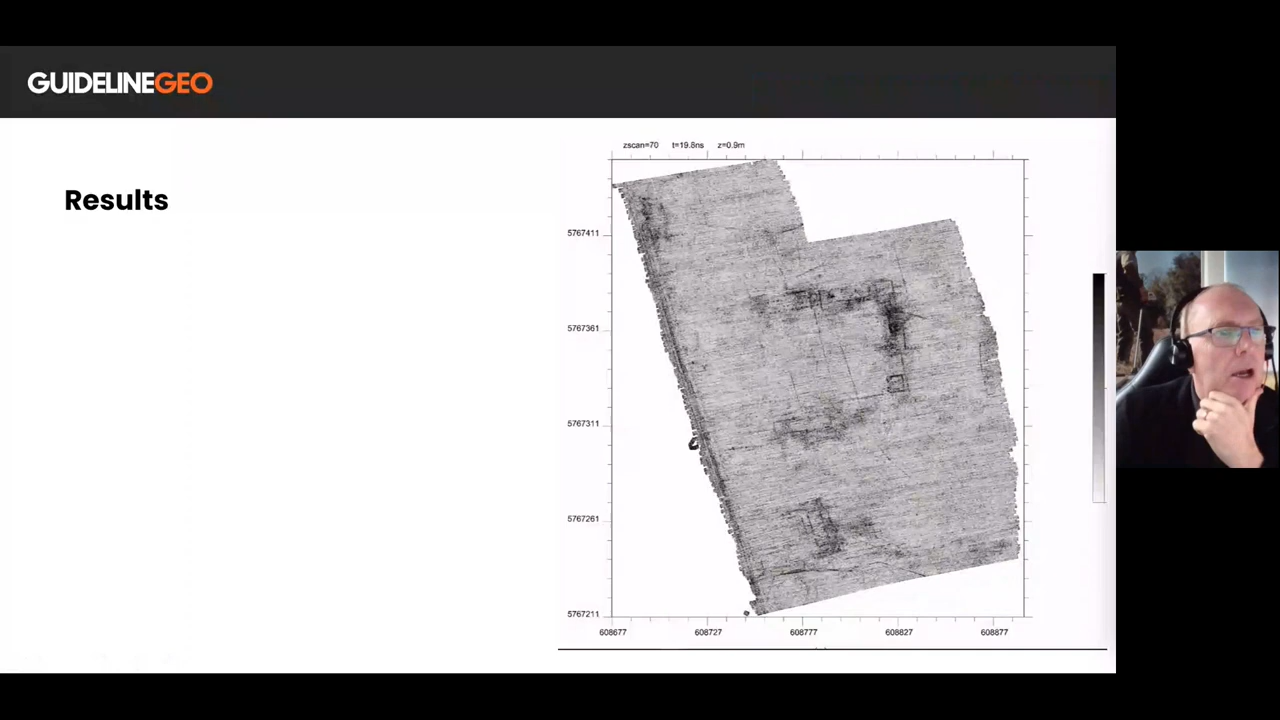 GUIDELINEGEO
zscan=70 t=19.8ns z=0.9m
Results
5767411
5767361
5767311
5767261
5767211
608677 608727 608777 608827 608877